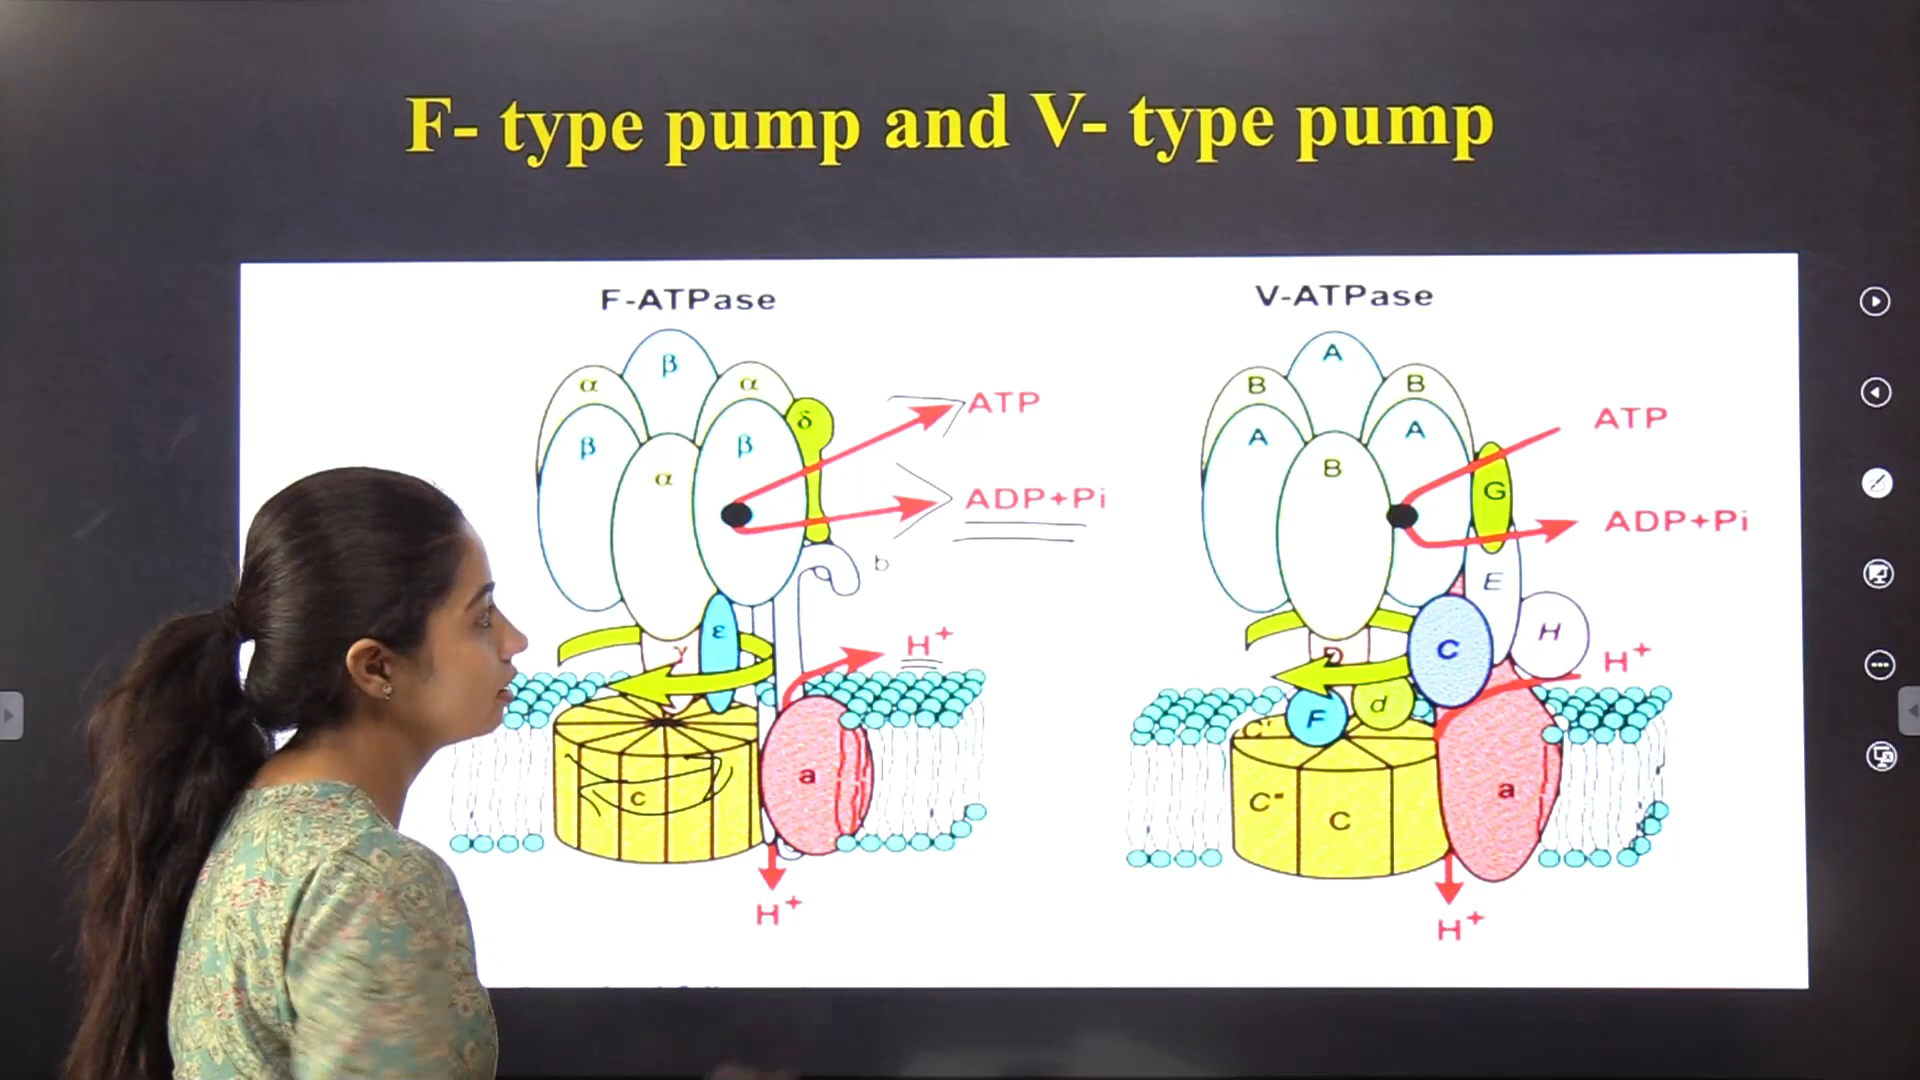 F- type pump and V- type pump
F-ATPase
β
α
α
β
β
α
δ
ATP
ADP+Pi
b
ε
γ
H+
c
a
H+
V-ATPase
A
B
B
A
A
B
ATP
G
ADP+Pi
E
H
C
D
H+
F
d
C'
C"
C
a
H+